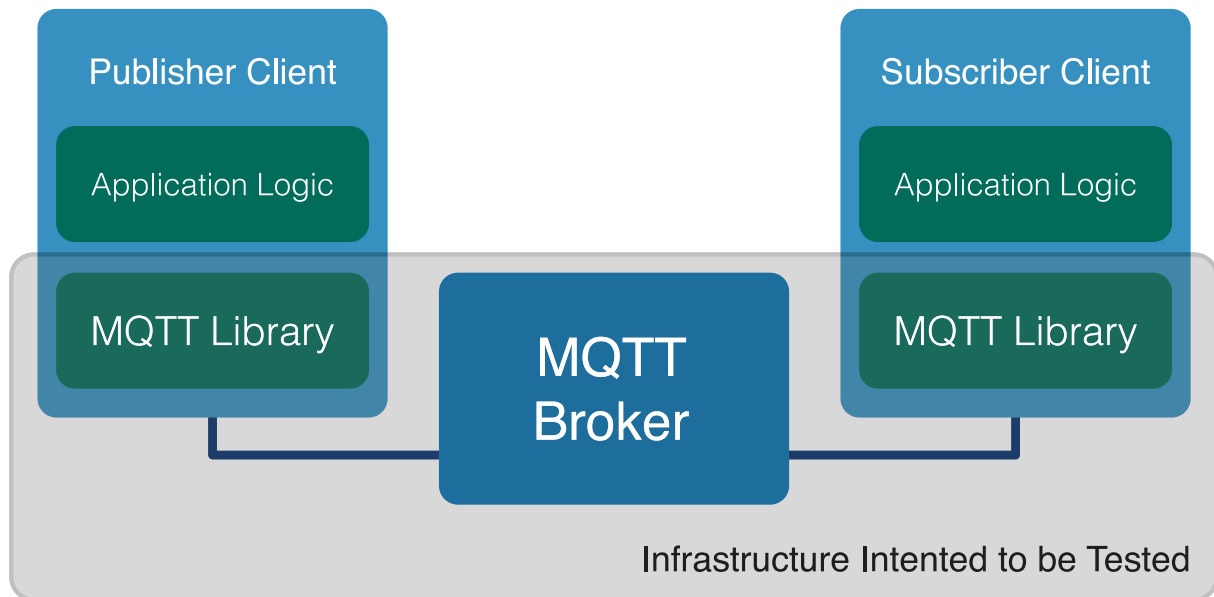 Publisher Client
Subscriber Client
Application Logic
Application Logic
MQTT Library
MQTT
Broker
MQTT Library
Infrastructure Intented to be Tested